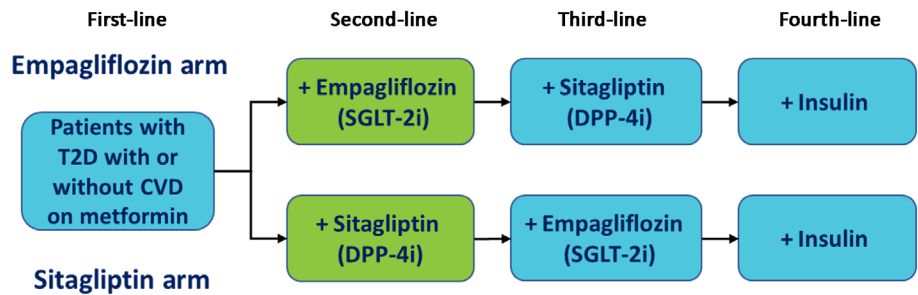 First-line
Second-line
Third-line
Fourth-line
Empagliflozin arm
Patients with
T2D with or
without CVD
on metformin
Sitagliptin arm
+ Empagliflozin
(SGLT-2i)
+ Sitagliptin
(DPP-4i)
+ Insulin
+ Sitagliptin
(DPP-4i)
+ Empagliflozin
(SGLT-2i)
+ Insulin